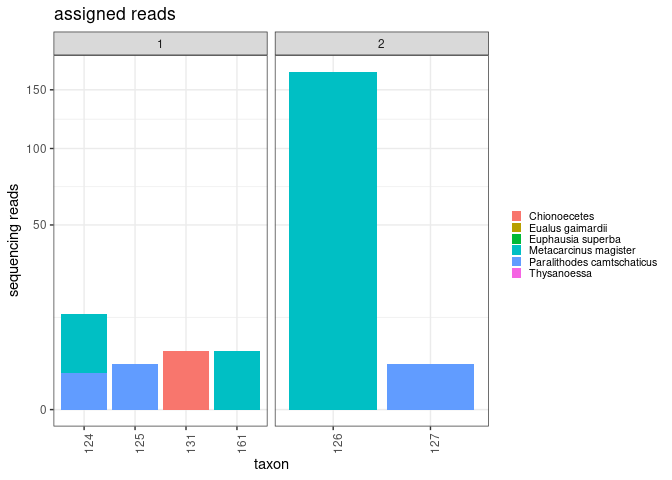 assigned reads
1
2
150
100
50
0
sequencing reads
124
125
131
161
126
127
taxon
Chionoecetes
Eualus gaimardii
Euphausia superba
Metacarcinus magister
Paralithodes camtschaticus
Thysanoessa